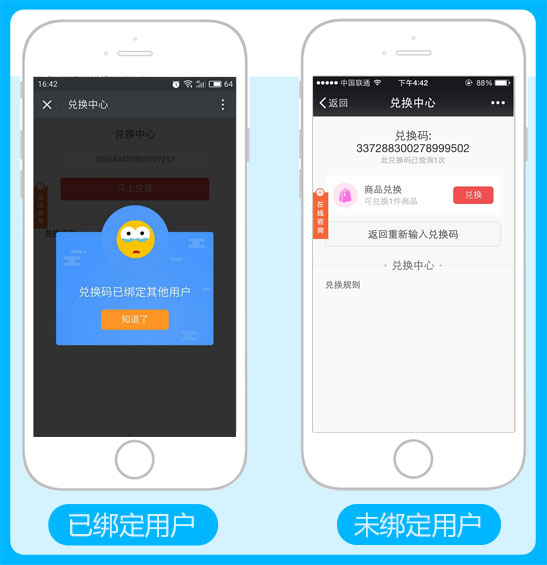 16:42
4G
64
兑换中心
兑换中心
305684427803107257
马上兑换
在线咨询
兑换码已绑定其他用户
知道了
已绑定用户
中国联通
下午4:42
88%
返回
兑换中心
兑换码:
337288300278999502
此兑换码已查询1次
商品兑换
可兑换1件商品
兑换
在线咨询
返回重新输入兑换码
兑换中心
兑换规则
未绑定用户